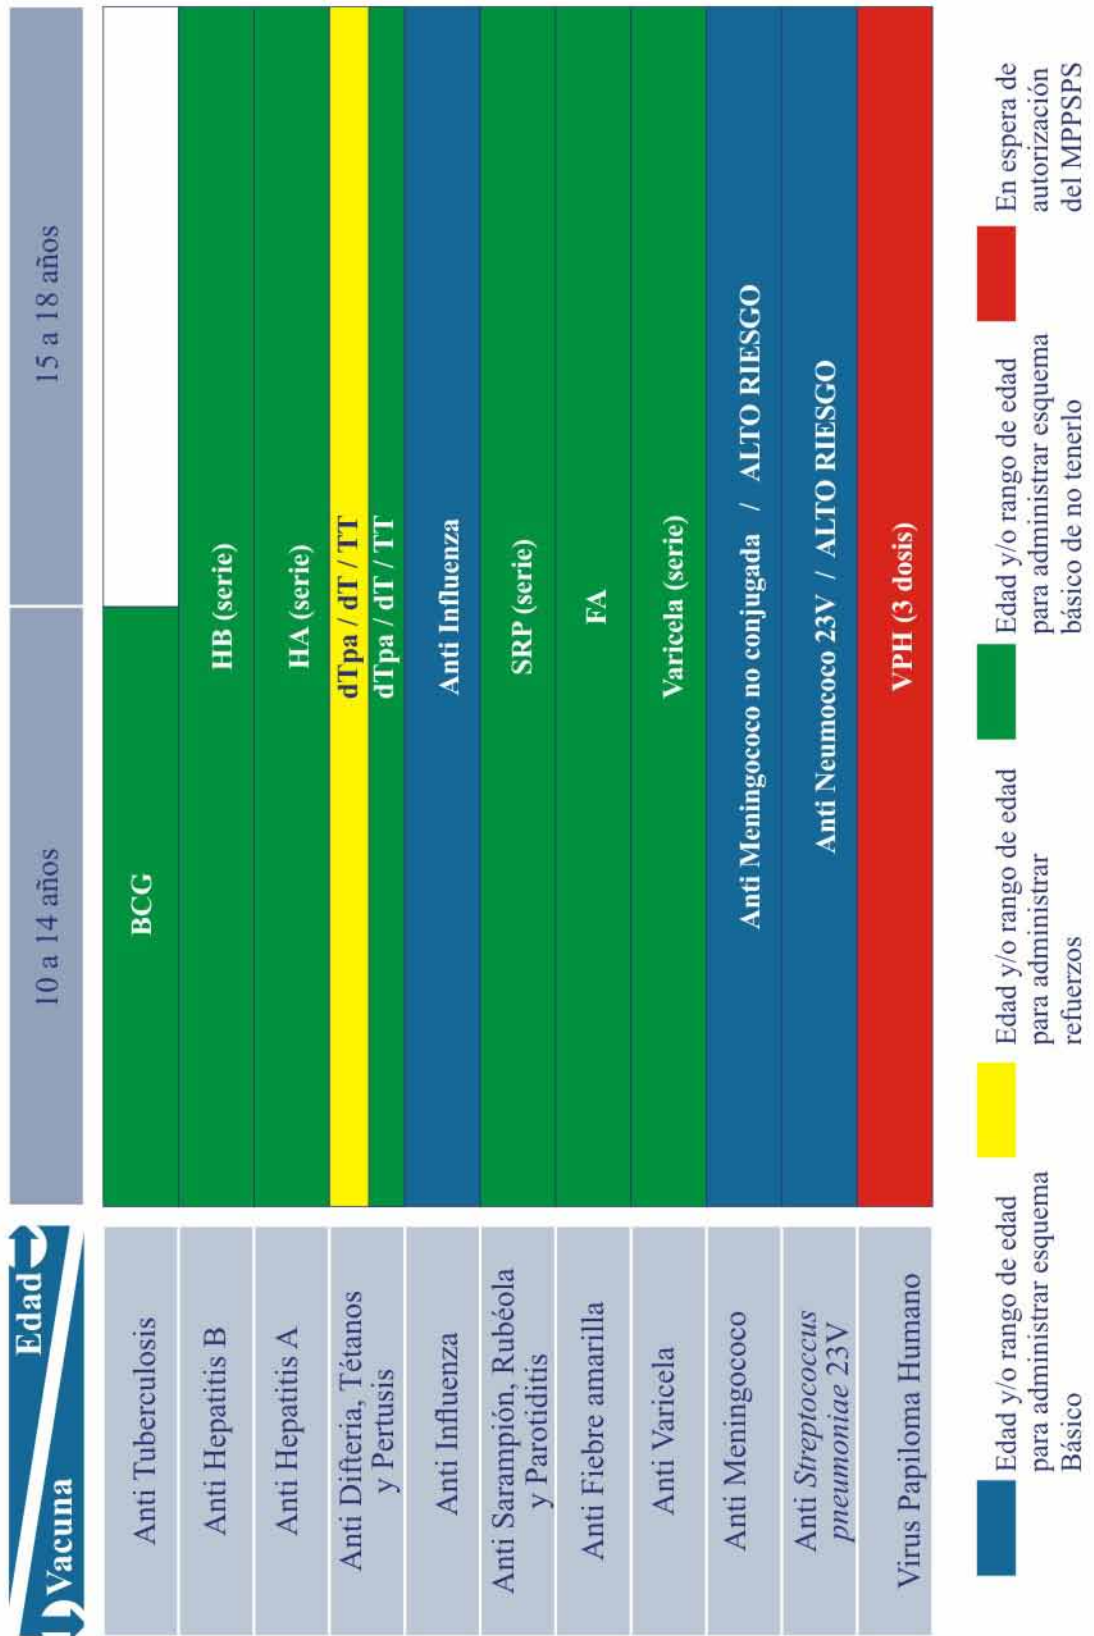 Edad
Vacuna
10 a 14 años
15 a 18 años
Anti Tuberculosis
BCG
Anti Hepatitis B
HB (serie)
Anti Hepatitis A
HA (serie)
Anti Difteria, Tétanos
y Pertusis
dTpa / dT / TT
dTpa / dT / TT
Anti Influenza
Anti Influenza
Anti Sarampión, Rubéola
y Parotiditis
SRP (serie)
Anti Fiebre amarilla
FA
Anti Varicela
Varicela (serie)
Anti Meningococo
Anti Meningococo no conjugada / ALTO RIESGO
Anti Streptococcus
pneumoniae 23V
Anti Neumococo 23V / ALTO RIESGO
Virus Papiloma Humano
VPH (3 dosis)
Edad y/o rango de edad
para administrar esquema
Básico
Edad y/o rango de edad
para administrar
refuerzos
Edad y/o rango de edad
para administrar esquema
básico de no tenerlo
En espera de
autorización
del MPPSPS